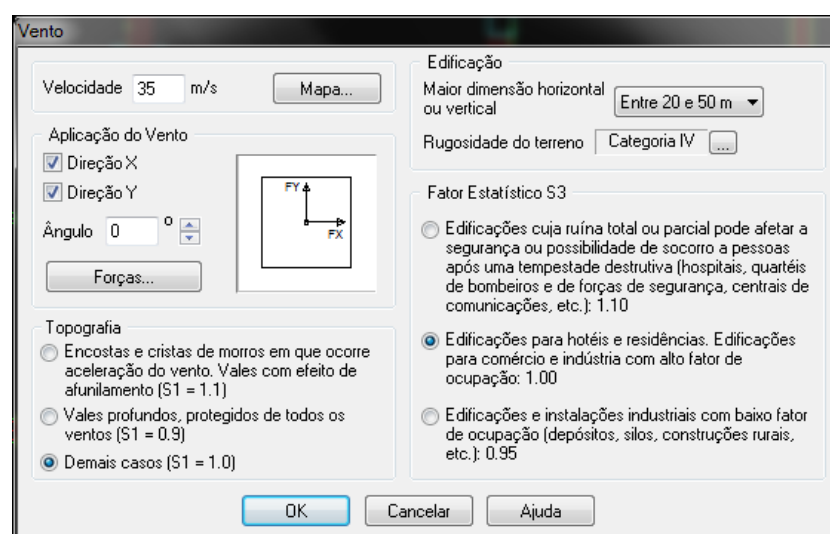 Vento
Velocidade 35 m/s Mapa...
Aplicação do Vento
Direção X
Direção Y
Ângulo 0 º
FY
FX
Forças...
Topografia
Encostas e cristas de morros em que ocorre
aceleração do vento. Vales com efeito de
afunilamento (S1 = 1.1)
Vales profundos, protegidos de todos os
ventos (S1 = 0.9)
Demais casos (S1 = 1.0)
Edificação
Maior dimensão horizontal
ou vertical
Entre 20 e 50 m
Rugosidade do terreno Categoria IV ...
Fator Estatístico S3
Edificações cuja ruína total ou parcial pode afetar a
segurança ou possibilidade de socorro a pessoas
após uma tempestade destrutiva (hospitais, quartéis
de bombeiros e de forças de segurança, centrais de
comunicações, etc.): 1.10
Edificações para hotéis e residências. Edificações
para comércio e indústria com alto fator de
ocupação: 1.00
Edificações e instalações industriais com baixo fator
de ocupação (depósitos, silos, construções rurais,
etc.): 0.95
OK Cancelar Ajuda